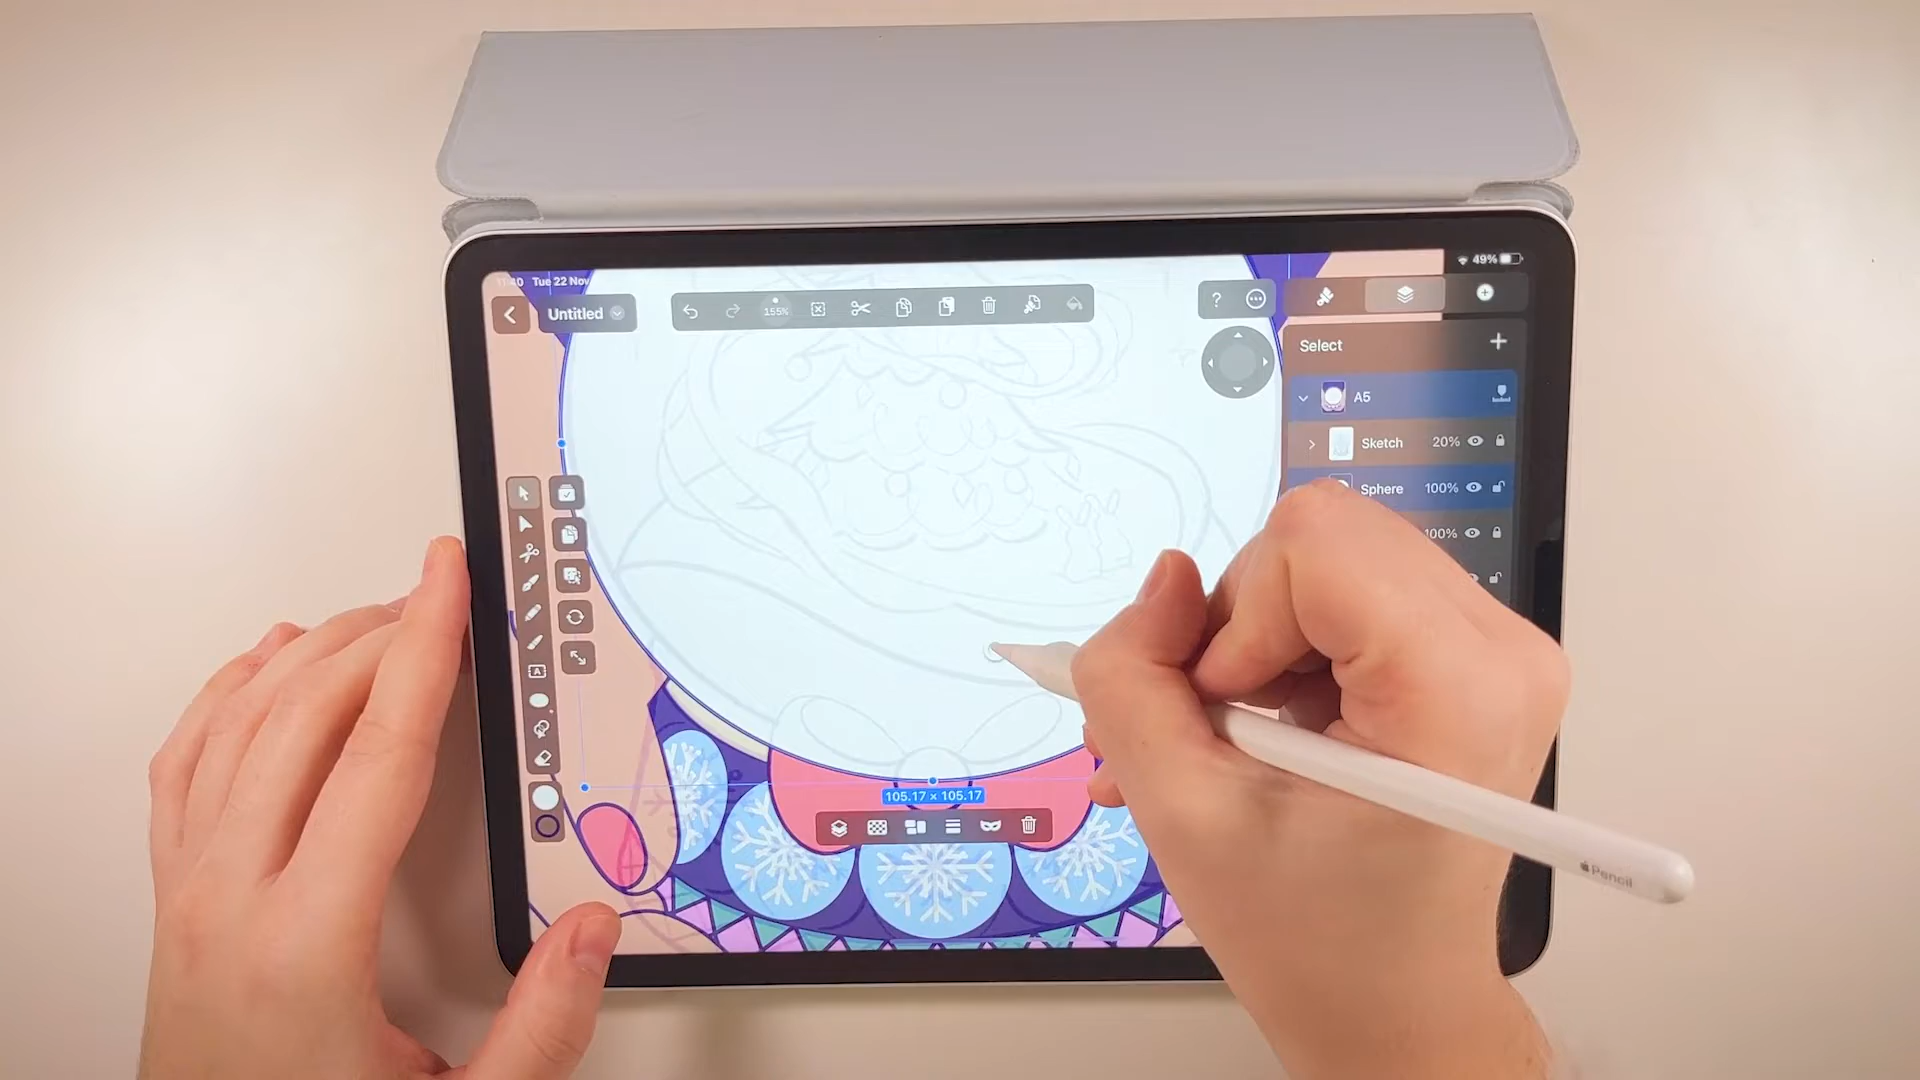 Tue 22 Nov
49%
Untitled
155%
?
Select
A5
Sketch 20%
Sphere 100%
100%
A
105.17 × 105.17
Pencil